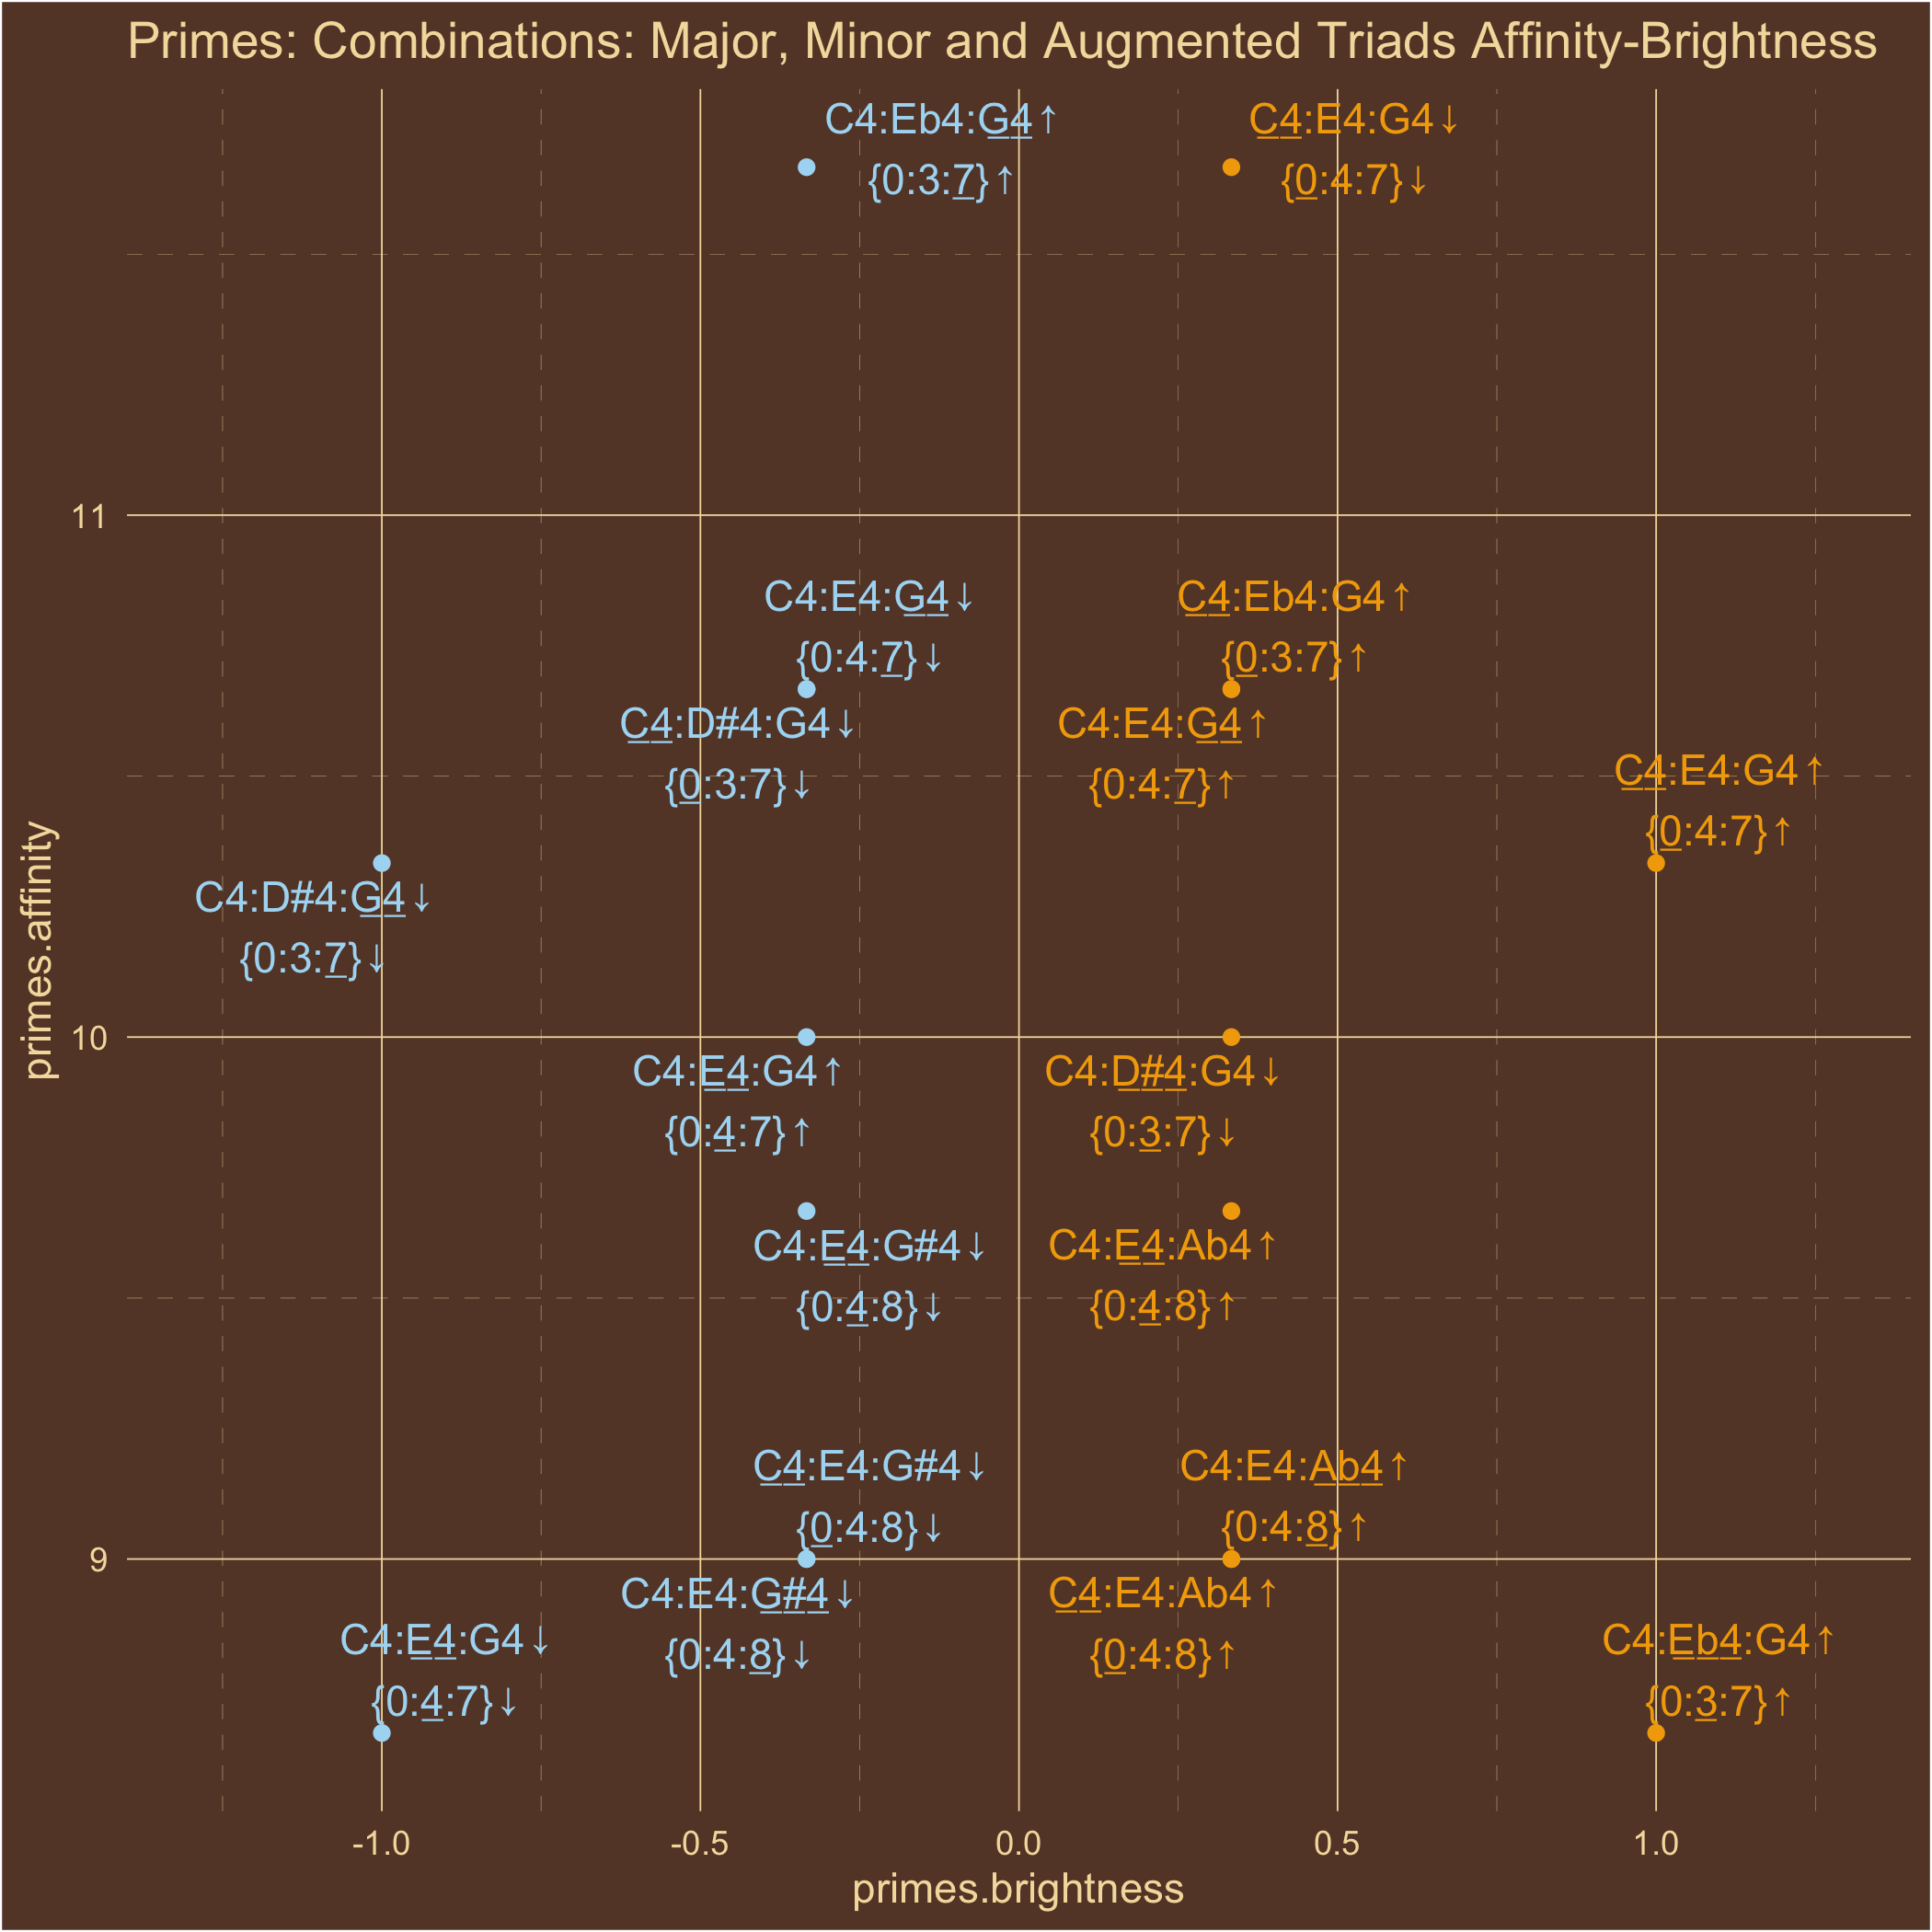 Primes: Combinations: Major, Minor and Augmented Triads Affinity-Brightness
C4:Eb4:G4↑
{0:3:7}↑
C4:E4:G4↓
{0:4:7}↓
11
C4:E4:G4↓
{0:4:7}↓
C4:Eb4:G4↑
{0:3:7}↑
C4:D#4:G4↓
{0:3:7}↓
C4:E4:G4↑
{0:4:7}↑
C4:E4:G4↑
{0:4:7}↑
C4:D#4:G4↓
{0:3:7}↓
primes.affinity
10
C4:E4:G4↑
{0:4:7}↑
C4:D#4:G4↓
{0:3:7}↓
C4:E4:G#4↓
{0:4:8}↓
C4:E4:Ab4↑
{0:4:8}↑
C4:E4:G#4↓
{0:4:8}↓
C4:E4:Ab4↑
{0:4:8}↑
9
C4:E4:G#4↓
{0:4:8}↓
C4:E4:Ab4↑
{0:4:8}↑
C4:E4:G4↓
{0:4:7}↓
C4:Eb4:G4↑
{0:3:7}↑
-1.0
-0.5
0.0
0.5
1.0
primes.brightness